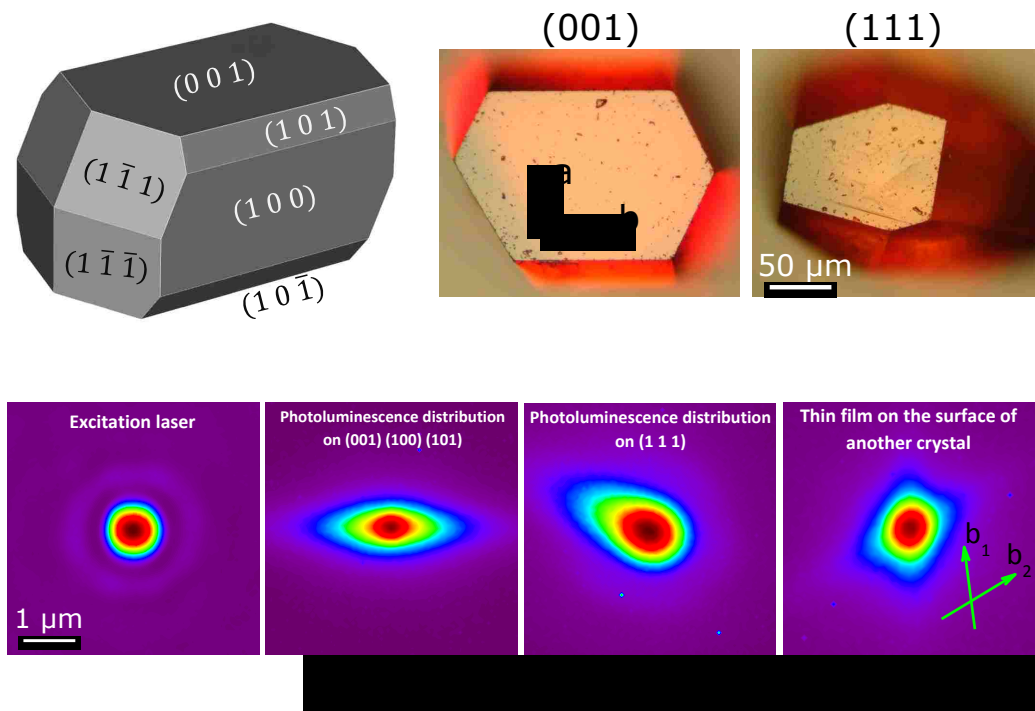 (001)
(111)
(0 0 1)
(1 0 1)
(1 1̄ 1)
(1 0 0)
(1 1̄ 1̄)
(1 0 1̄)
a
b
50 µm
Excitation laser
Photoluminescence distribution
on (001) (100) (101)
Photoluminescence distribution
on (1 1 1)
Thin film on the surface of
another crystal
b₁
b₂
1 µm